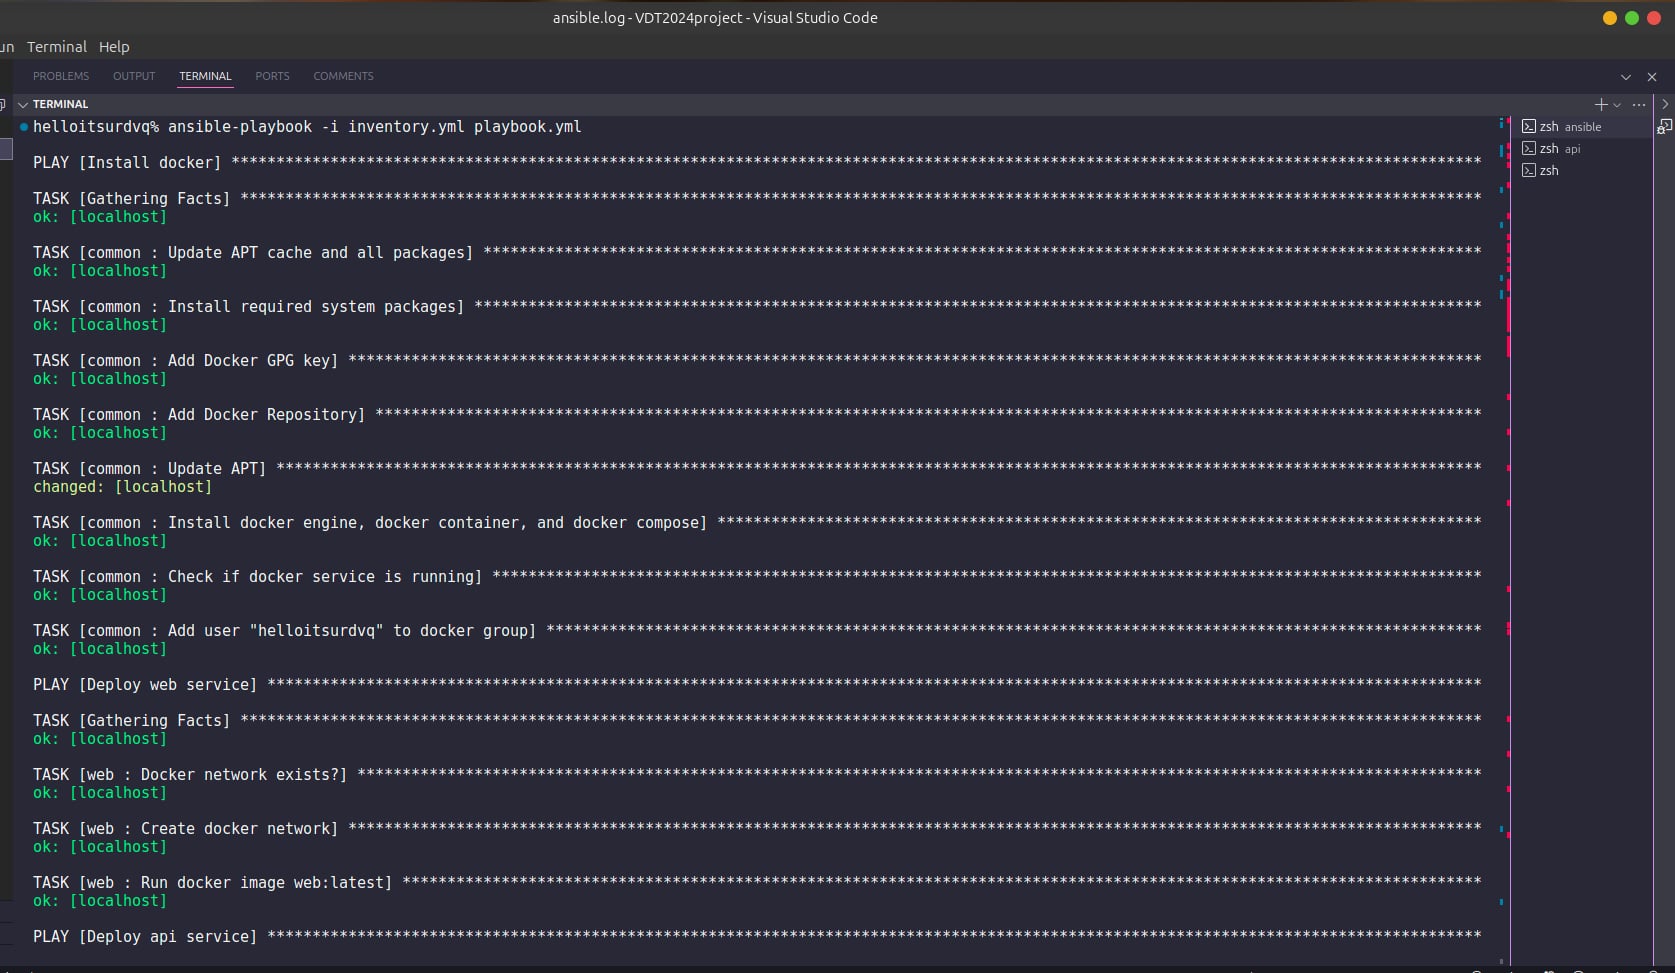 ansible.log - VDT2024project - Visual Studio Code
un Terminal Help
PROBLEMS OUTPUT TERMINAL PORTS COMMENTS
TERMINAL
helloitsurdvq% ansible-playbook -i inventory.yml playbook.yml
zsh ansible
zsh api
zsh
PLAY [Install docker] *******************************************************************************************************************************************
TASK [Gathering Facts] ******************************************************************************************************************************************
ok: [localhost]
TASK [common : Update APT cache and all packages] ***************************************************************************************************************
ok: [localhost]
TASK [common : Install required system packages] ****************************************************************************************************************
ok: [localhost]
TASK [common : Add Docker GPG key] ******************************************************************************************************************************
ok: [localhost]
TASK [common : Add Docker Repository] ***************************************************************************************************************************
ok: [localhost]
TASK [common : Update APT] **************************************************************************************************************************************
changed: [localhost]
TASK [common : Install docker engine, docker container, and docker compose] *************************************************************************************
ok: [localhost]
TASK [common : Check if docker service is running] **************************************************************************************************************
ok: [localhost]
TASK [common : Add user "helloitsurdvq" to docker group] ********************************************************************************************************
ok: [localhost]
PLAY [Deploy web service] ***************************************************************************************************************************************
TASK [Gathering Facts] ******************************************************************************************************************************************
ok: [localhost]
TASK [web : Docker network exists?] *****************************************************************************************************************************
ok: [localhost]
TASK [web : Create docker network] ******************************************************************************************************************************
ok: [localhost]
TASK [web : Run docker image web:latest] ************************************************************************************************************************
ok: [localhost]
PLAY [Deploy api service] ***************************************************************************************************************************************